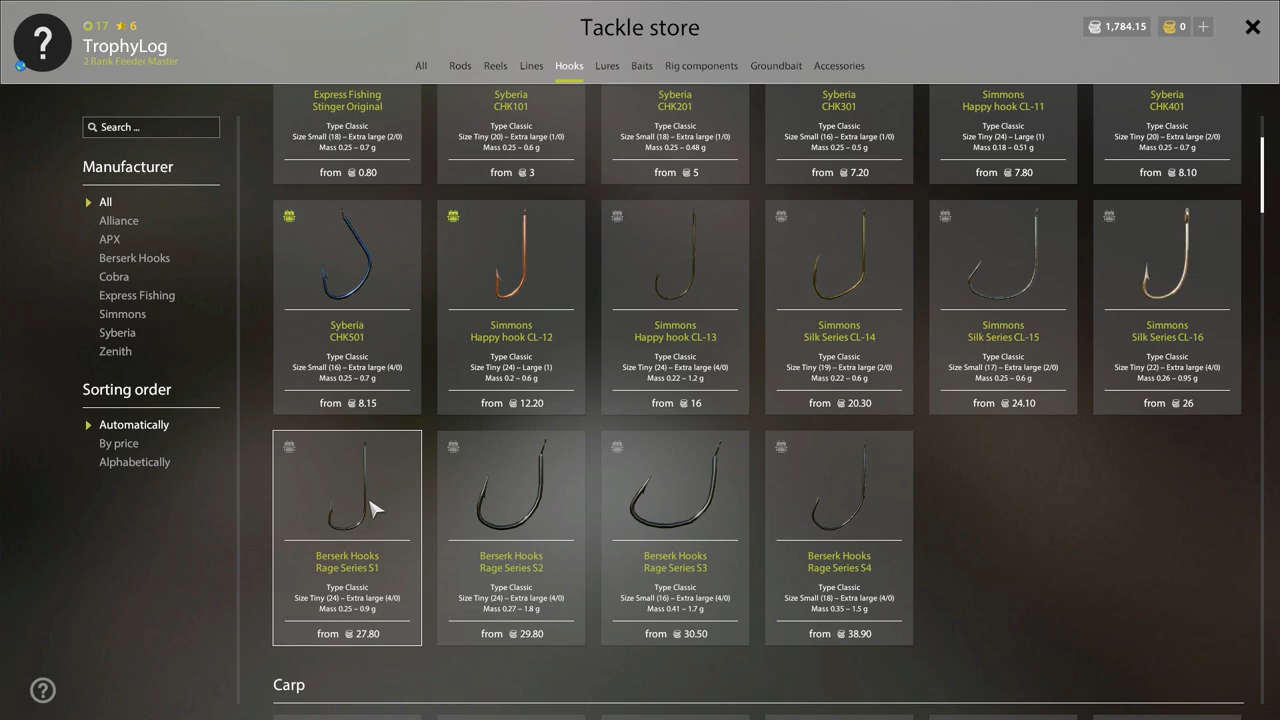 ?
17 6
TrophyLog
2 Rank Feeder Master
Tackle store
1,784.15
0 +
All Rods Reels Lines Hooks Lures Baits Rig components Groundbait Accessories
Search ...
Manufacturer
All
Alliance
APX
Berserk Hooks
Cobra
Express Fishing
Simmons
Syberia
Zenith
Sorting order
Automatically
By price
Alphabetically
Express Fishing
Stinger Original
Type Classic
Size Small (18) – Extra large (2/0)
Mass 0.25 – 0.7 g
from 0.80
Syberia
CHK101
Type Classic
Size Tiny (20) – Extra large (1/0)
Mass 0.25 – 0.6 g
from 3
Syberia
CHK201
Type Classic
Size Small (18) – Extra large (1/0)
Mass 0.25 – 0.48 g
from 5
Syberia
CHK301
Type Classic
Size Small (16) – Extra large (1/0)
Mass 0.25 – 0.5 g
from 7.20
Simmons
Happy hook CL-11
Type Classic
Size Tiny (24) – Large (1)
Mass 0.18 – 0.51 g
from 7.80
Syberia
CHK401
Type Classic
Size Tiny (20) – Extra large (2/0)
Mass 0.25 – 0.7 g
from 8.10
Syberia
CHK501
Type Classic
Size Small (16) – Extra large (4/0)
Mass 0.25 – 0.7 g
from 8.15
Simmons
Happy hook CL-12
Type Classic
Size Tiny (24) – Large (1)
Mass 0.2 – 0.6 g
from 12.20
Simmons
Happy hook CL-13
Type Classic
Size Tiny (24) – Extra large (4/0)
Mass 0.22 – 1.2 g
from 16
Simmons
Silk Series CL-14
Type Classic
Size Tiny (19) – Extra large (2/0)
Mass 0.22 – 0.6 g
from 20.30
Simmons
Silk Series CL-15
Type Classic
Size Small (17) – Extra large (2/0)
Mass 0.25 – 0.6 g
from 24.10
Simmons
Silk Series CL-16
Type Classic
Size Tiny (22) – Extra large (4/0)
Mass 0.26 – 0.95 g
from 26
Berserk Hooks
Rage Series S1
Type Classic
Size Tiny (24) – Extra large (4/0)
Mass 0.25 – 0.9 g
from 27.80
Berserk Hooks
Rage Series S2
Type Classic
Size Tiny (24) – Extra large (4/0)
Mass 0.27 – 1.8 g
from 29.80
Berserk Hooks
Rage Series S3
Type Classic
Size Small (16) – Extra large (4/0)
Mass 0.41 – 1.7 g
from 30.50
Berserk Hooks
Rage Series S4
Type Classic
Size Small (18) – Extra large (4/0)
Mass 0.35 – 1.5 g
from 38.90
Carp
?